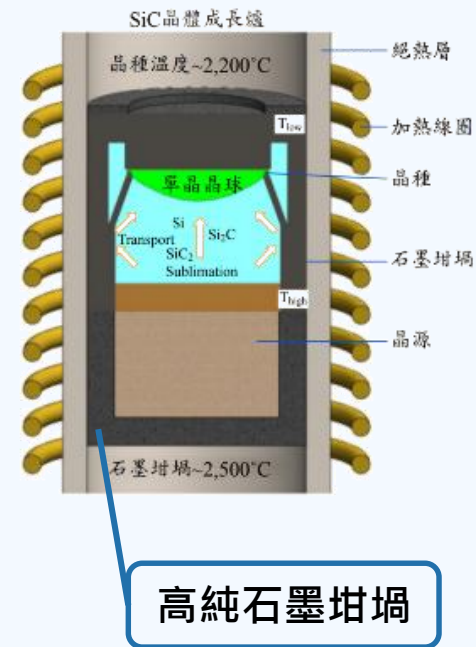 SiC晶體成長爐
晶種溫度~2,200°C
絕熱層
T_low
加熱線圈
晶種
單晶晶球
Si
Si₂C
Transport
SiC₂
Sublimation
石墨坩堝
T_high
晶源
石墨坩堝~2,500°C
高純石墨坩堝